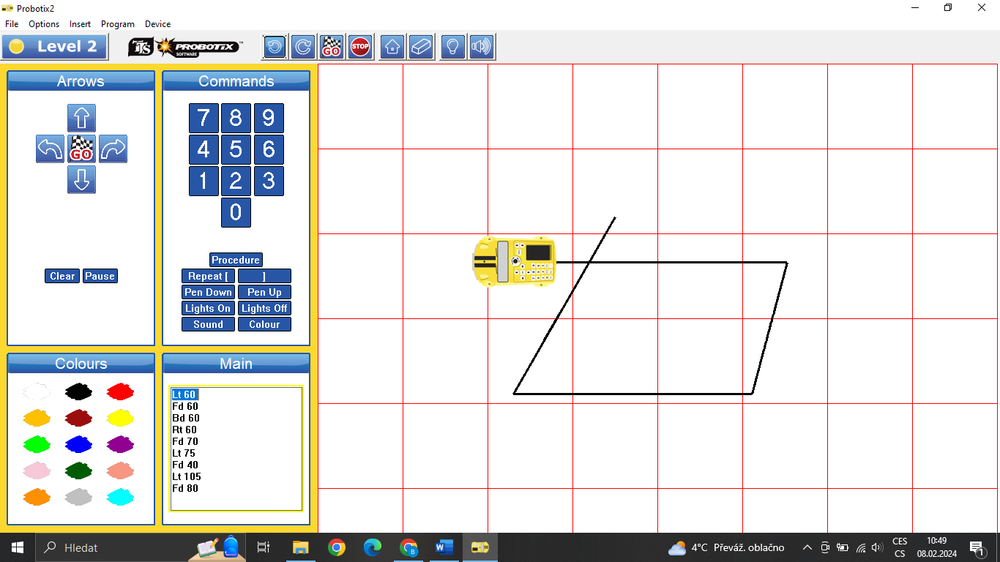 Probotix2
File Options Insert Program Device
Level 2
TTS PROBOTIX™
SOFTWARE
GO STOP
Arrows
GO
Clear Pause
Commands
7 8 9
4 5 6
1 2 3
0
Procedure
Repeat [ ]
Pen Down Pen Up
Lights On Lights Off
Sound Colour
Colours
Main
Lt 60
Fd 60
Bd 60
Rt 60
Fd 70
Lt 75
Fd 40
Lt 105
Fd 80
Hledat
B
W
4°C Převáž. oblačno
CES
CS
10:49
08.02.2024
1